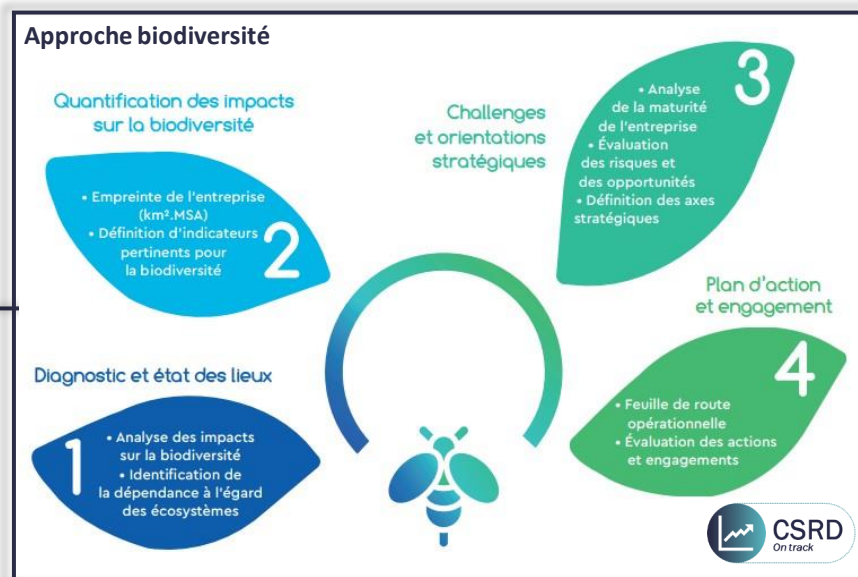 Approche biodiversité
Diagnostic et état des lieux
1
• Analyse des impacts
sur la biodiversité
• Identification de
la dépendance à l'égard
des écosystèmes
Quantification des impacts
sur la biodiversité
2
• Empreinte de l'entreprise
(km².MSA)
• Définition d'indicateurs
pertinents pour
la biodiversité
Challenges
et orientations
stratégiques
3
• Analyse
de la maturité
de l'entreprise
• Évaluation
des risques et
des opportunités
• Définition des axes
stratégiques
Plan d'action
et engagement
4
• Feuille de route
opérationnelle
• Évaluation des actions
et engagements
CSRD
On track